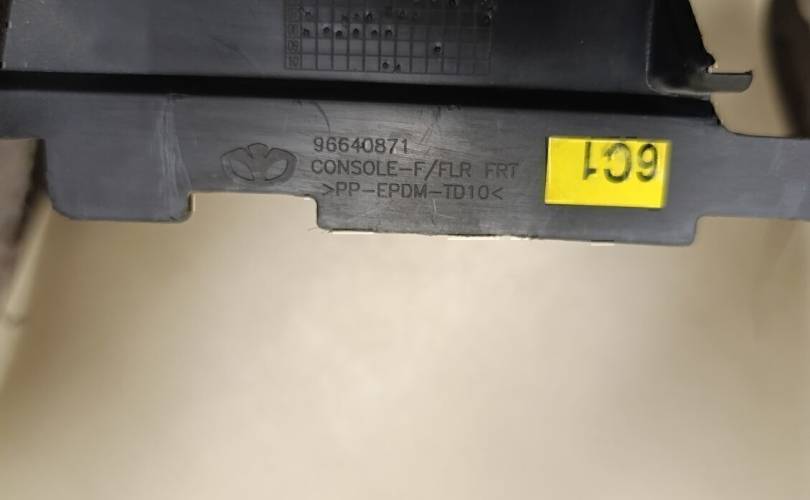 96640871
CONSOLE-F/FLR FRT
>PP-EPDM-TD10<
6C1